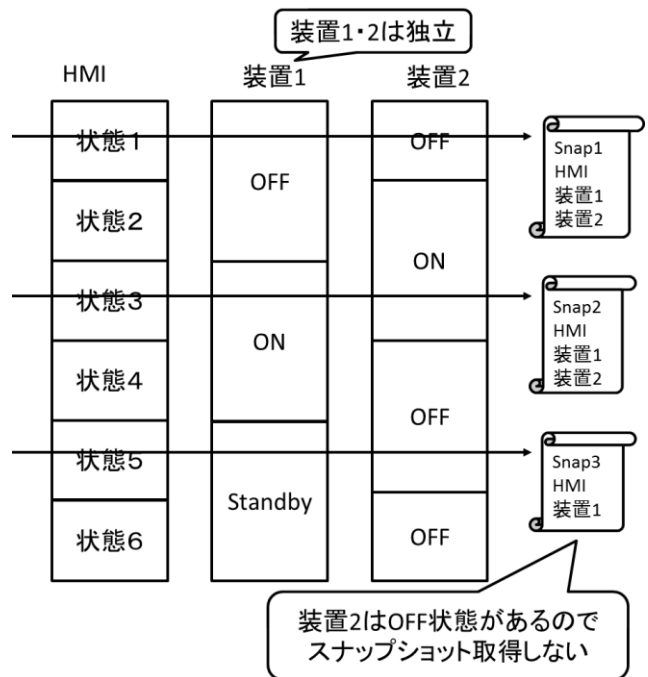 装置1・2は独立
HMI
装置1
装置2
状態1
状態２
状態３
状態４
状態５
状態６
OFF
ON
Standby
OFF
ON
OFF
OFF
Snap1
HMI
装置1
装置2
Snap2
HMI
装置1
装置2
Snap3
HMI
装置1
装置2はOFF状態があるので
スナップショット取得しない